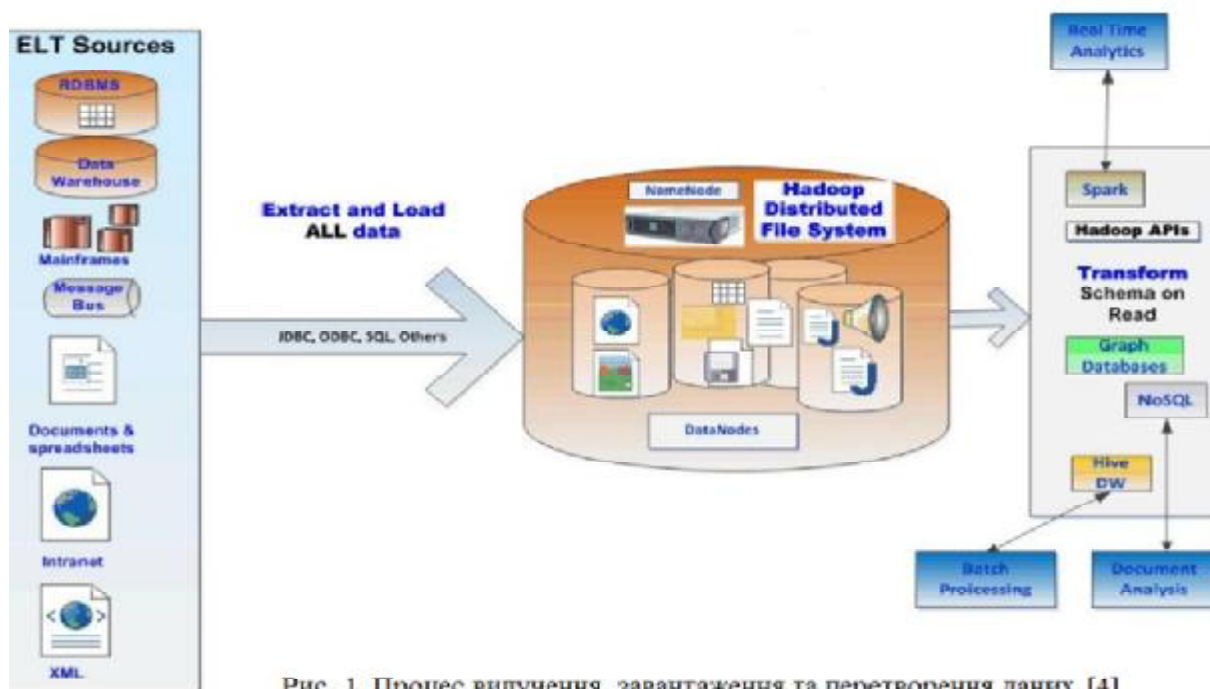 ELT Sources
RDBMS
Data
Warehouse
Mainframes
Message
Bus
Documents &
spreadsheets
Intranet
XML
Extract and Load
ALL data
JDBC, ODBC, SQL, Others
NameNode
Hadoop
Distributed
File System
DataNodes
Real Time
Analytics
Spark
Hadoop APIs
Transform
Schema on
Read
Graph
Databases
NoSQL
Hive
DW
Batch
Proicessing
Document
Analysis
Рис. 1. Процес вилучення, завантаження та перетворення даних. [4]